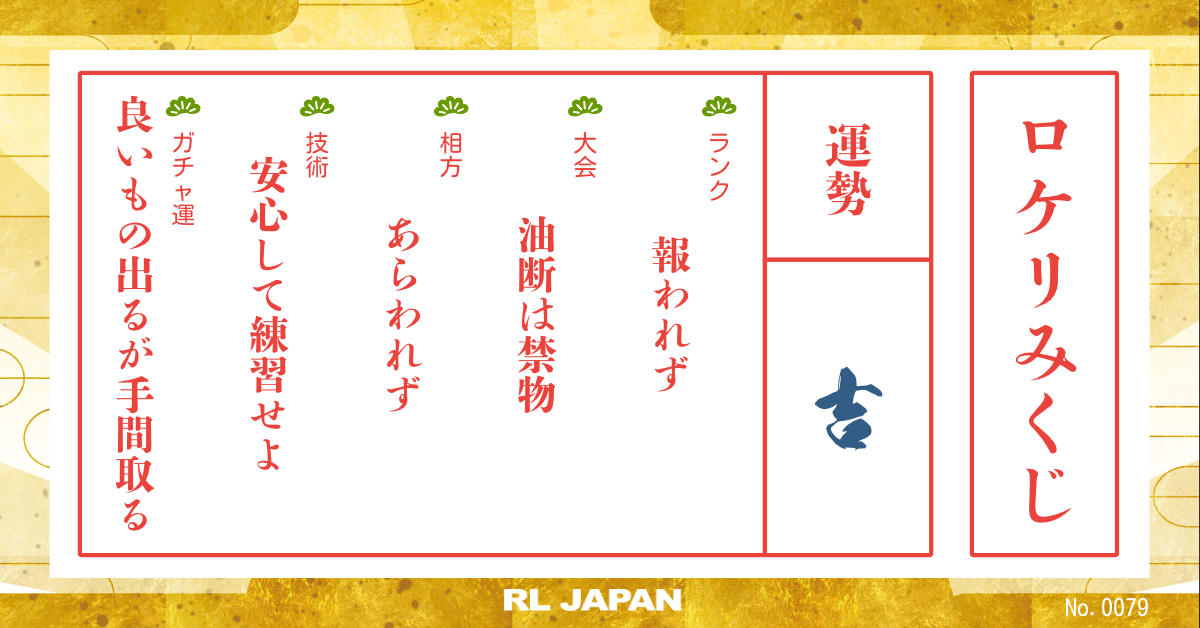 ロケリみくじ
運勢
吉
ランク
報われず
大会
油断は禁物
相方
あらわれず
技術
安心して練習せよ
ガチャ運
良いもの出るが手間取る
RL JAPAN
No. 0079